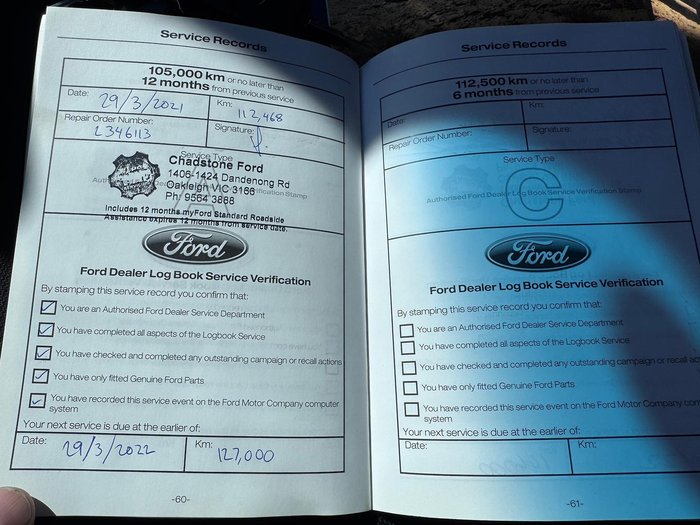 Service Records
105,000 km or no later than
12 months from previous service
Date: 29/3/2021
Km: 112,468
Repair Order Number: L346113
Signature:
Service Type
Chadstone Ford
1406-1424 Dandenong Rd
Oakleigh VIC 3166
Ph: 9564 3888
Includes 12 months myFord Standard Roadside
Assistance expires 12 months from service date.
Ford
Ford Dealer Log Book Service Verification
By stamping this service record you confirm that:
You are an Authorised Ford Dealer Service Department
You have completed all aspects of the Logbook Service
You have checked and completed any outstanding campaign or recall actions
You have only fitted Genuine Ford Parts
You have recorded this service event on the Ford Motor Company computer
system
Your next service is due at the earlier of:
Date: 29/3/2022
Km: 127,000
-60-
Service Records
112,500 km or no later than
6 months from previous service
Date:
Km:
Repair Order Number:
Signature:
Service Type
Authorised Ford Dealer Log Book Service Verification Stamp
C
Ford
Ford Dealer Log Book Service Verification
By stamping this service record you confirm that:
You are an Authorised Ford Dealer Service Department
You have completed all aspects of the Logbook Service
You have checked and completed any outstanding campaign or recall ac
You have only fitted Genuine Ford Parts
You have recorded this service event on the Ford Motor Company com
system
Your next service is due at the earlier of:
Date:
Km:
-61-